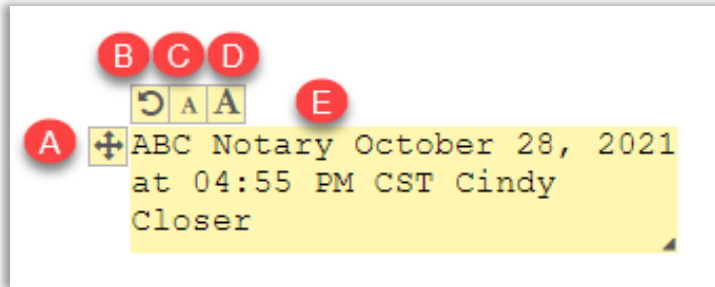 B C D
A A E
A ABC Notary October 28, 2021
at 04:55 PM CST Cindy
Closer